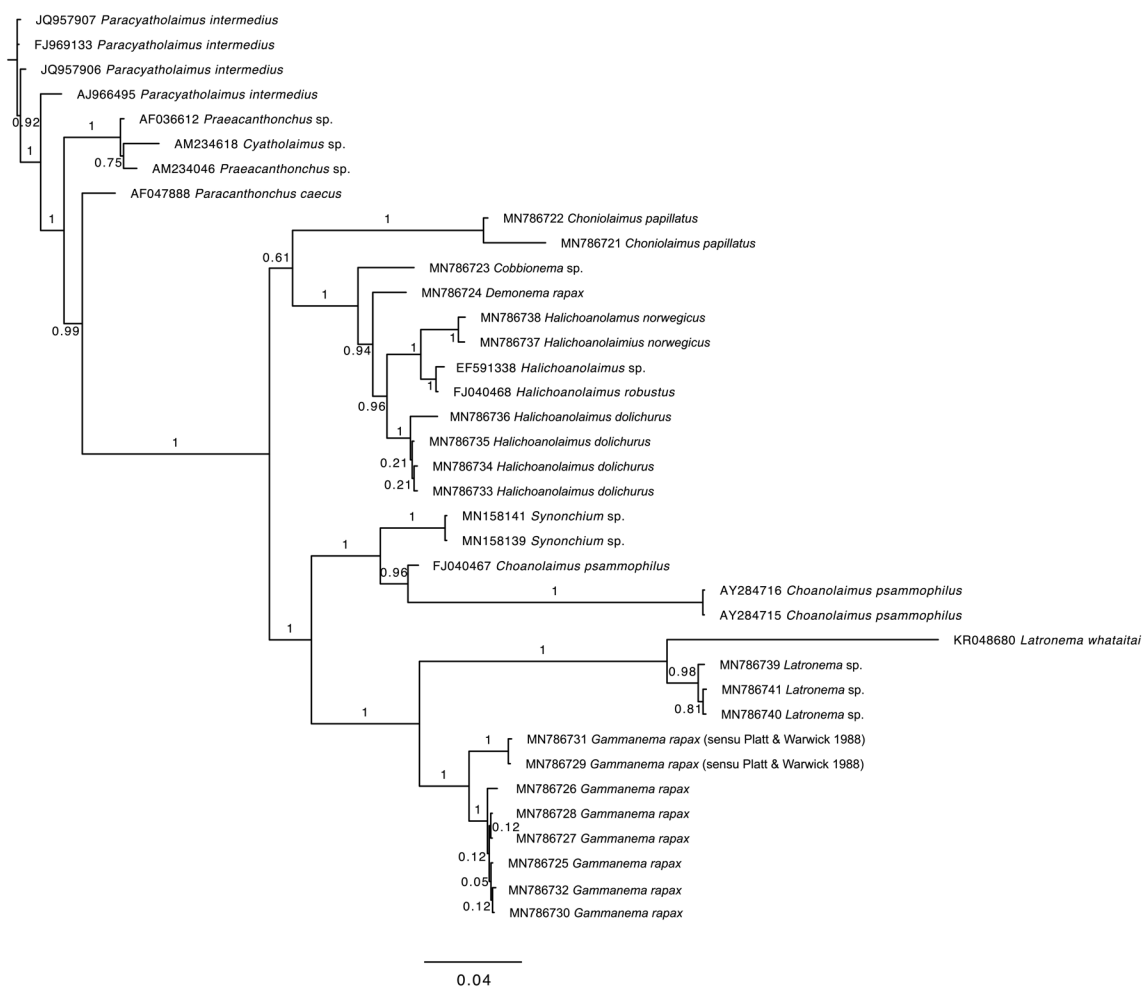 JQ957907 Paracyatholaimus intermedius
FJ969133 Paracyatholaimus intermedius
JQ957906 Paracyatholaimus intermedius
AJ966495 Paracyatholaimus intermedius
0.92
AF036612 Praeacanthonchus sp.
1
AM234618 Cyatholaimus sp.
1
0.75
AM234046 Praeacanthonchus sp.
AF047888 Paracanthonchus caecus
1
MN786722 Choniolaimus papillatus
1
MN786721 Choniolaimus papillatus
0.61
MN786723 Cobbionema sp.
1
MN786724 Demonema rapax
MN786738 Halichoanolamus norwegicus
0.99
1
MN786737 Halichoanolaimius norwegicus
0.94
1
EF591338 Halichoanolaimus sp.
1
FJ040468 Halichoanolaimus robustus
0.96
MN786736 Halichoanolaimus dolichurus
1
MN786735 Halichoanolaimus dolichurus
1
0.21
MN786734 Halichoanolaimus dolichurus
0.21
MN786733 Halichoanolaimus dolichurus
1
MN158141 Synonchium sp.
MN158139 Synonchium sp.
1
FJ040467 Choanolaimus psammophilus
0.96
1
AY284716 Choanolaimus psammophilus
AY284715 Choanolaimus psammophilus
1
KR048680 Latronema whataitai
1
MN786739 Latronema sp.
0.98
MN786741 Latronema sp.
0.81
MN786740 Latronema sp.
1
1
MN786731 Gammanema rapax (sensu Platt & Warwick 1988)
MN786729 Gammanema rapax (sensu Platt & Warwick 1988)
1
MN786726 Gammanema rapax
1
MN786728 Gammanema rapax
0.12
MN786727 Gammanema rapax
0.12
MN786725 Gammanema rapax
0.05
MN786732 Gammanema rapax
0.12
MN786730 Gammanema rapax
0.04